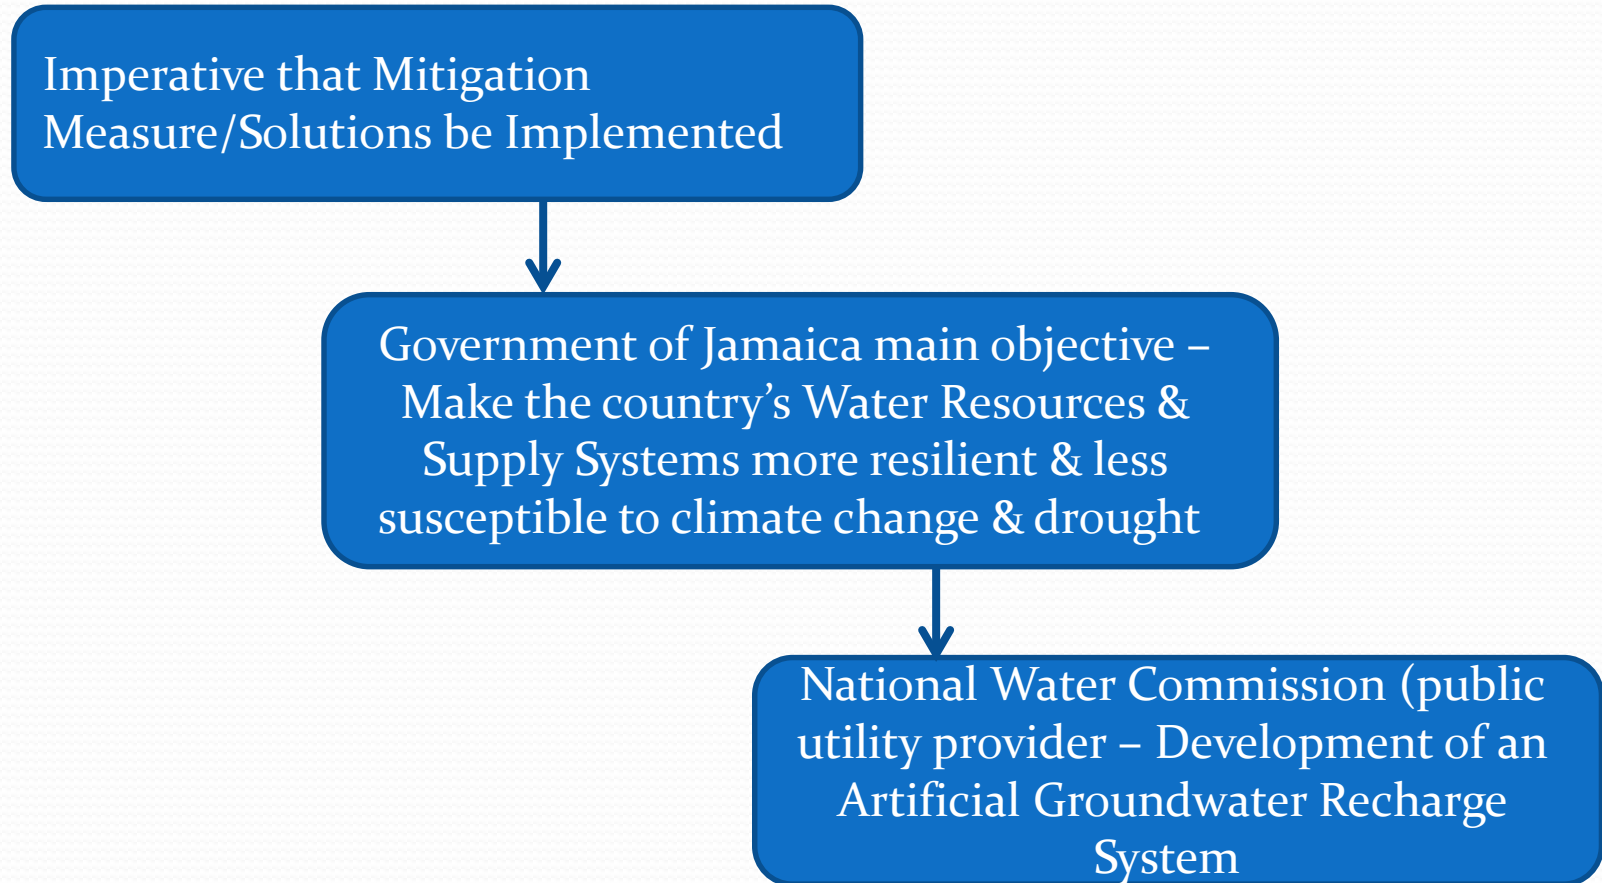 Imperative that Mitigation
Measure/Solutions be Implemented
Government of Jamaica main objective –
Make the country’s Water Resources &
Supply Systems more resilient & less
susceptible to climate change & drought
National Water Commission (public
utility provider – Development of an
Artificial Groundwater Recharge
System